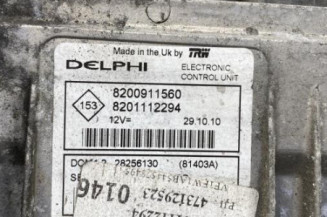 Made in the Uk by TRW
DELPHI
ELECTRONIC
CONTROL UNIT
153
8200911560
8201112294
12V=
29.10.10
28256130
(81403A)
0146